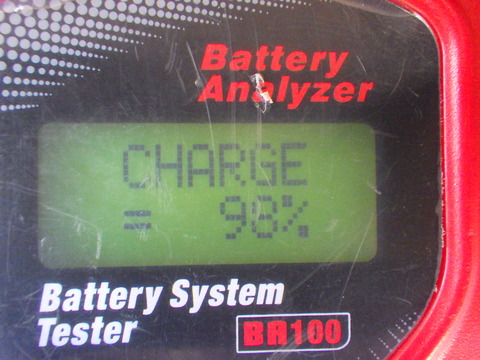 Battery
Analyzer
CHARGE
= 98%
Battery System
Tester BR100